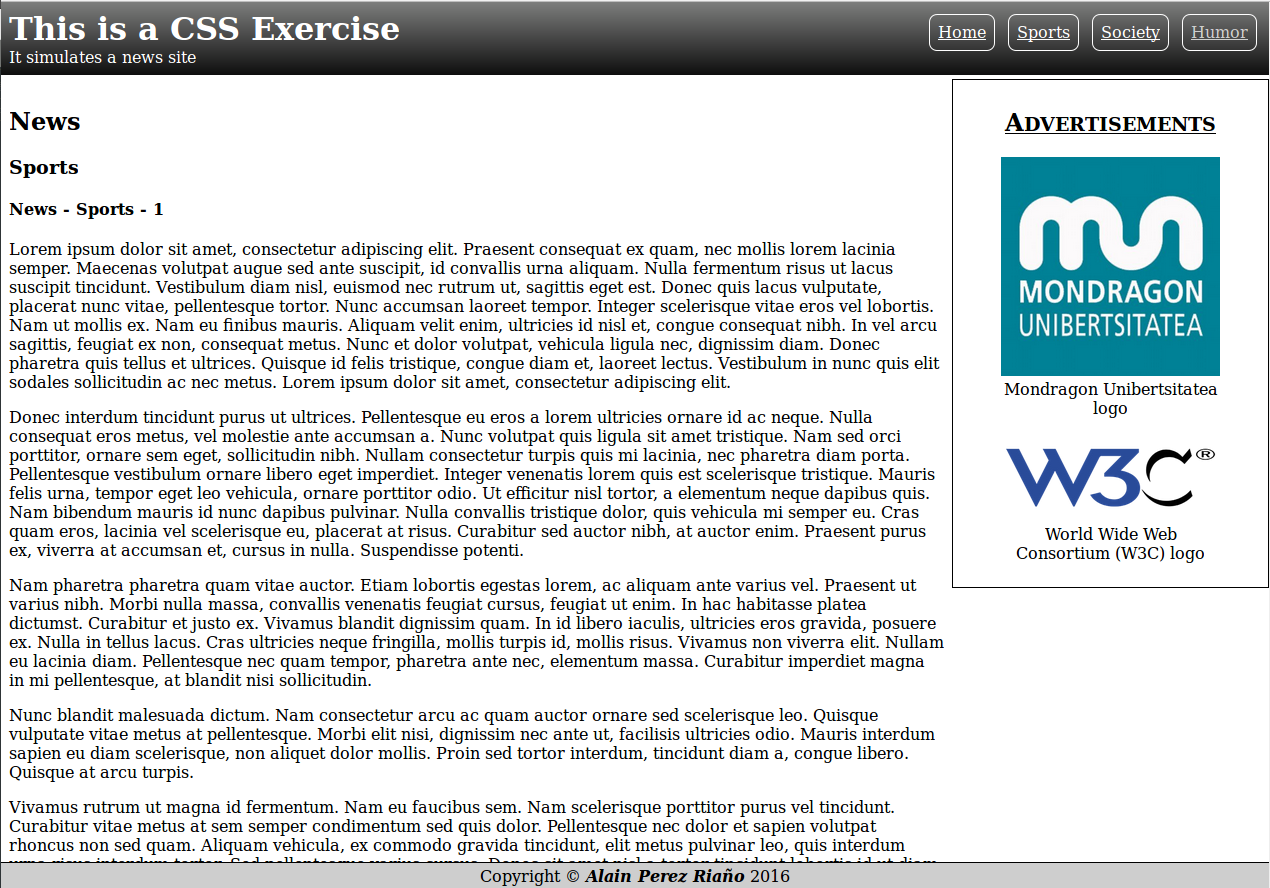 This is a CSS Exercise
It simulates a news site
Home Sports Society Humor
News
Sports
News - Sports - 1
Lorem ipsum dolor sit amet, consectetur adipiscing elit. Praesent consequat ex quam, nec mollis lorem lacinia
semper. Maecenas volutpat augue sed ante suscipit, id convallis urna aliquam. Nulla fermentum risus ut lacus
suscipit tincidunt. Vestibulum diam nisl, euismod nec rutrum ut, sagittis eget est. Donec quis lacus vulputate,
placerat nunc vitae, pellentesque tortor. Nunc accumsan laoreet tempor. Integer scelerisque vitae eros vel lobortis.
Nam ut mollis ex. Nam eu finibus mauris. Aliquam velit enim, ultricies id nisl et, congue consequat nibh. In vel arcu
sagittis, feugiat ex non, consequat metus. Nunc et dolor volutpat, vehicula ligula nec, dignissim diam. Donec
pharetra quis tellus et ultrices. Quisque id felis tristique, congue diam et, laoreet lectus. Vestibulum in nunc quis elit
sodales sollicitudin ac nec metus. Lorem ipsum dolor sit amet, consectetur adipiscing elit.
Donec interdum tincidunt purus ut ultrices. Pellentesque eu eros a lorem ultricies ornare id ac neque. Nulla
consequat eros metus, vel molestie ante accumsan a. Nunc volutpat quis ligula sit amet tristique. Nam sed orci
porttitor, ornare sem eget, sollicitudin nibh. Nullam consectetur turpis quis mi lacinia, nec pharetra diam porta.
Pellentesque vestibulum ornare libero eget imperdiet. Integer venenatis lorem quis est scelerisque tristique. Mauris
felis urna, tempor eget leo vehicula, ornare porttitor odio. Ut efficitur nisl tortor, a elementum neque dapibus quis.
Nam bibendum mauris id nunc dapibus pulvinar. Nulla convallis tristique dolor, quis vehicula mi semper eu. Cras
quam eros, lacinia vel scelerisque eu, placerat at risus. Curabitur sed auctor nibh, at auctor enim. Praesent purus
ex, viverra at accumsan et, cursus in nulla. Suspendisse potenti.
Nam pharetra pharetra quam vitae auctor. Etiam lobortis egestas lorem, ac aliquam ante varius vel. Praesent ut
varius nibh. Morbi nulla massa, convallis venenatis feugiat cursus, feugiat ut enim. In hac habitasse platea
dictumst. Curabitur et justo ex. Vivamus blandit dignissim quam. In id libero iaculis, ultricies eros gravida, posuere
ex. Nulla in tellus lacus. Cras ultricies neque fringilla, mollis turpis id, mollis risus. Vivamus non viverra elit. Nullam
eu lacinia diam. Pellentesque nec quam tempor, pharetra ante nec, elementum massa. Curabitur imperdiet magna
in mi pellentesque, at blandit nisi sollicitudin.
Nunc blandit malesuada dictum. Nam consectetur arcu ac quam auctor ornare sed scelerisque leo. Quisque
vulputate vitae metus at pellentesque. Morbi elit nisi, dignissim nec ante ut, facilisis ultricies odio. Mauris interdum
sapien eu diam scelerisque, non aliquet dolor mollis. Proin sed tortor interdum, tincidunt diam a, congue libero.
Quisque at arcu turpis.
Vivamus rutrum ut magna id fermentum. Nam eu faucibus sem. Nam scelerisque porttitor purus vel tincidunt.
Curabitur vitae metus at sem semper condimentum sed quis dolor. Pellentesque nec dolor et sapien volutpat
rhoncus non sed quam. Aliquam vehicula, ex commodo gravida tincidunt, elit metus pulvinar leo, quis interdum
ADVERTISEMENTS
MONDRAGON
UNIBERTSITATEA
Mondragon Unibertsitatea
logo
W3C®
World Wide Web
Consortium (W3C) logo
Copyright © Alain Perez Riaño 2016